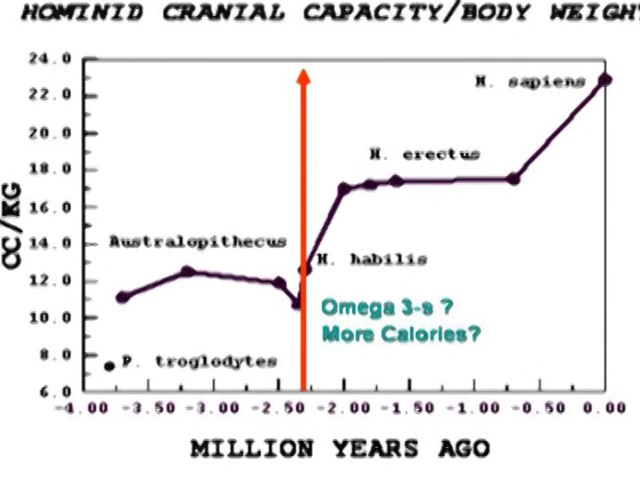 HOMINID CRANIAL CAPACITY/BODY WEIGHT
24.0
22.0
20.0
18.0
16.0
14.0
12.0
10.0
8.0
6.0
CC/KG
H. sapiens
H. erectus
Australopithecus
H. habilis
Omega 3-s ?
More Calories?
P. troglodytes
-4.00 -3.50 -3.00 -2.50 -2.00 -1.50 -1.00 -0.50 0.00
MILLION YEARS AGO